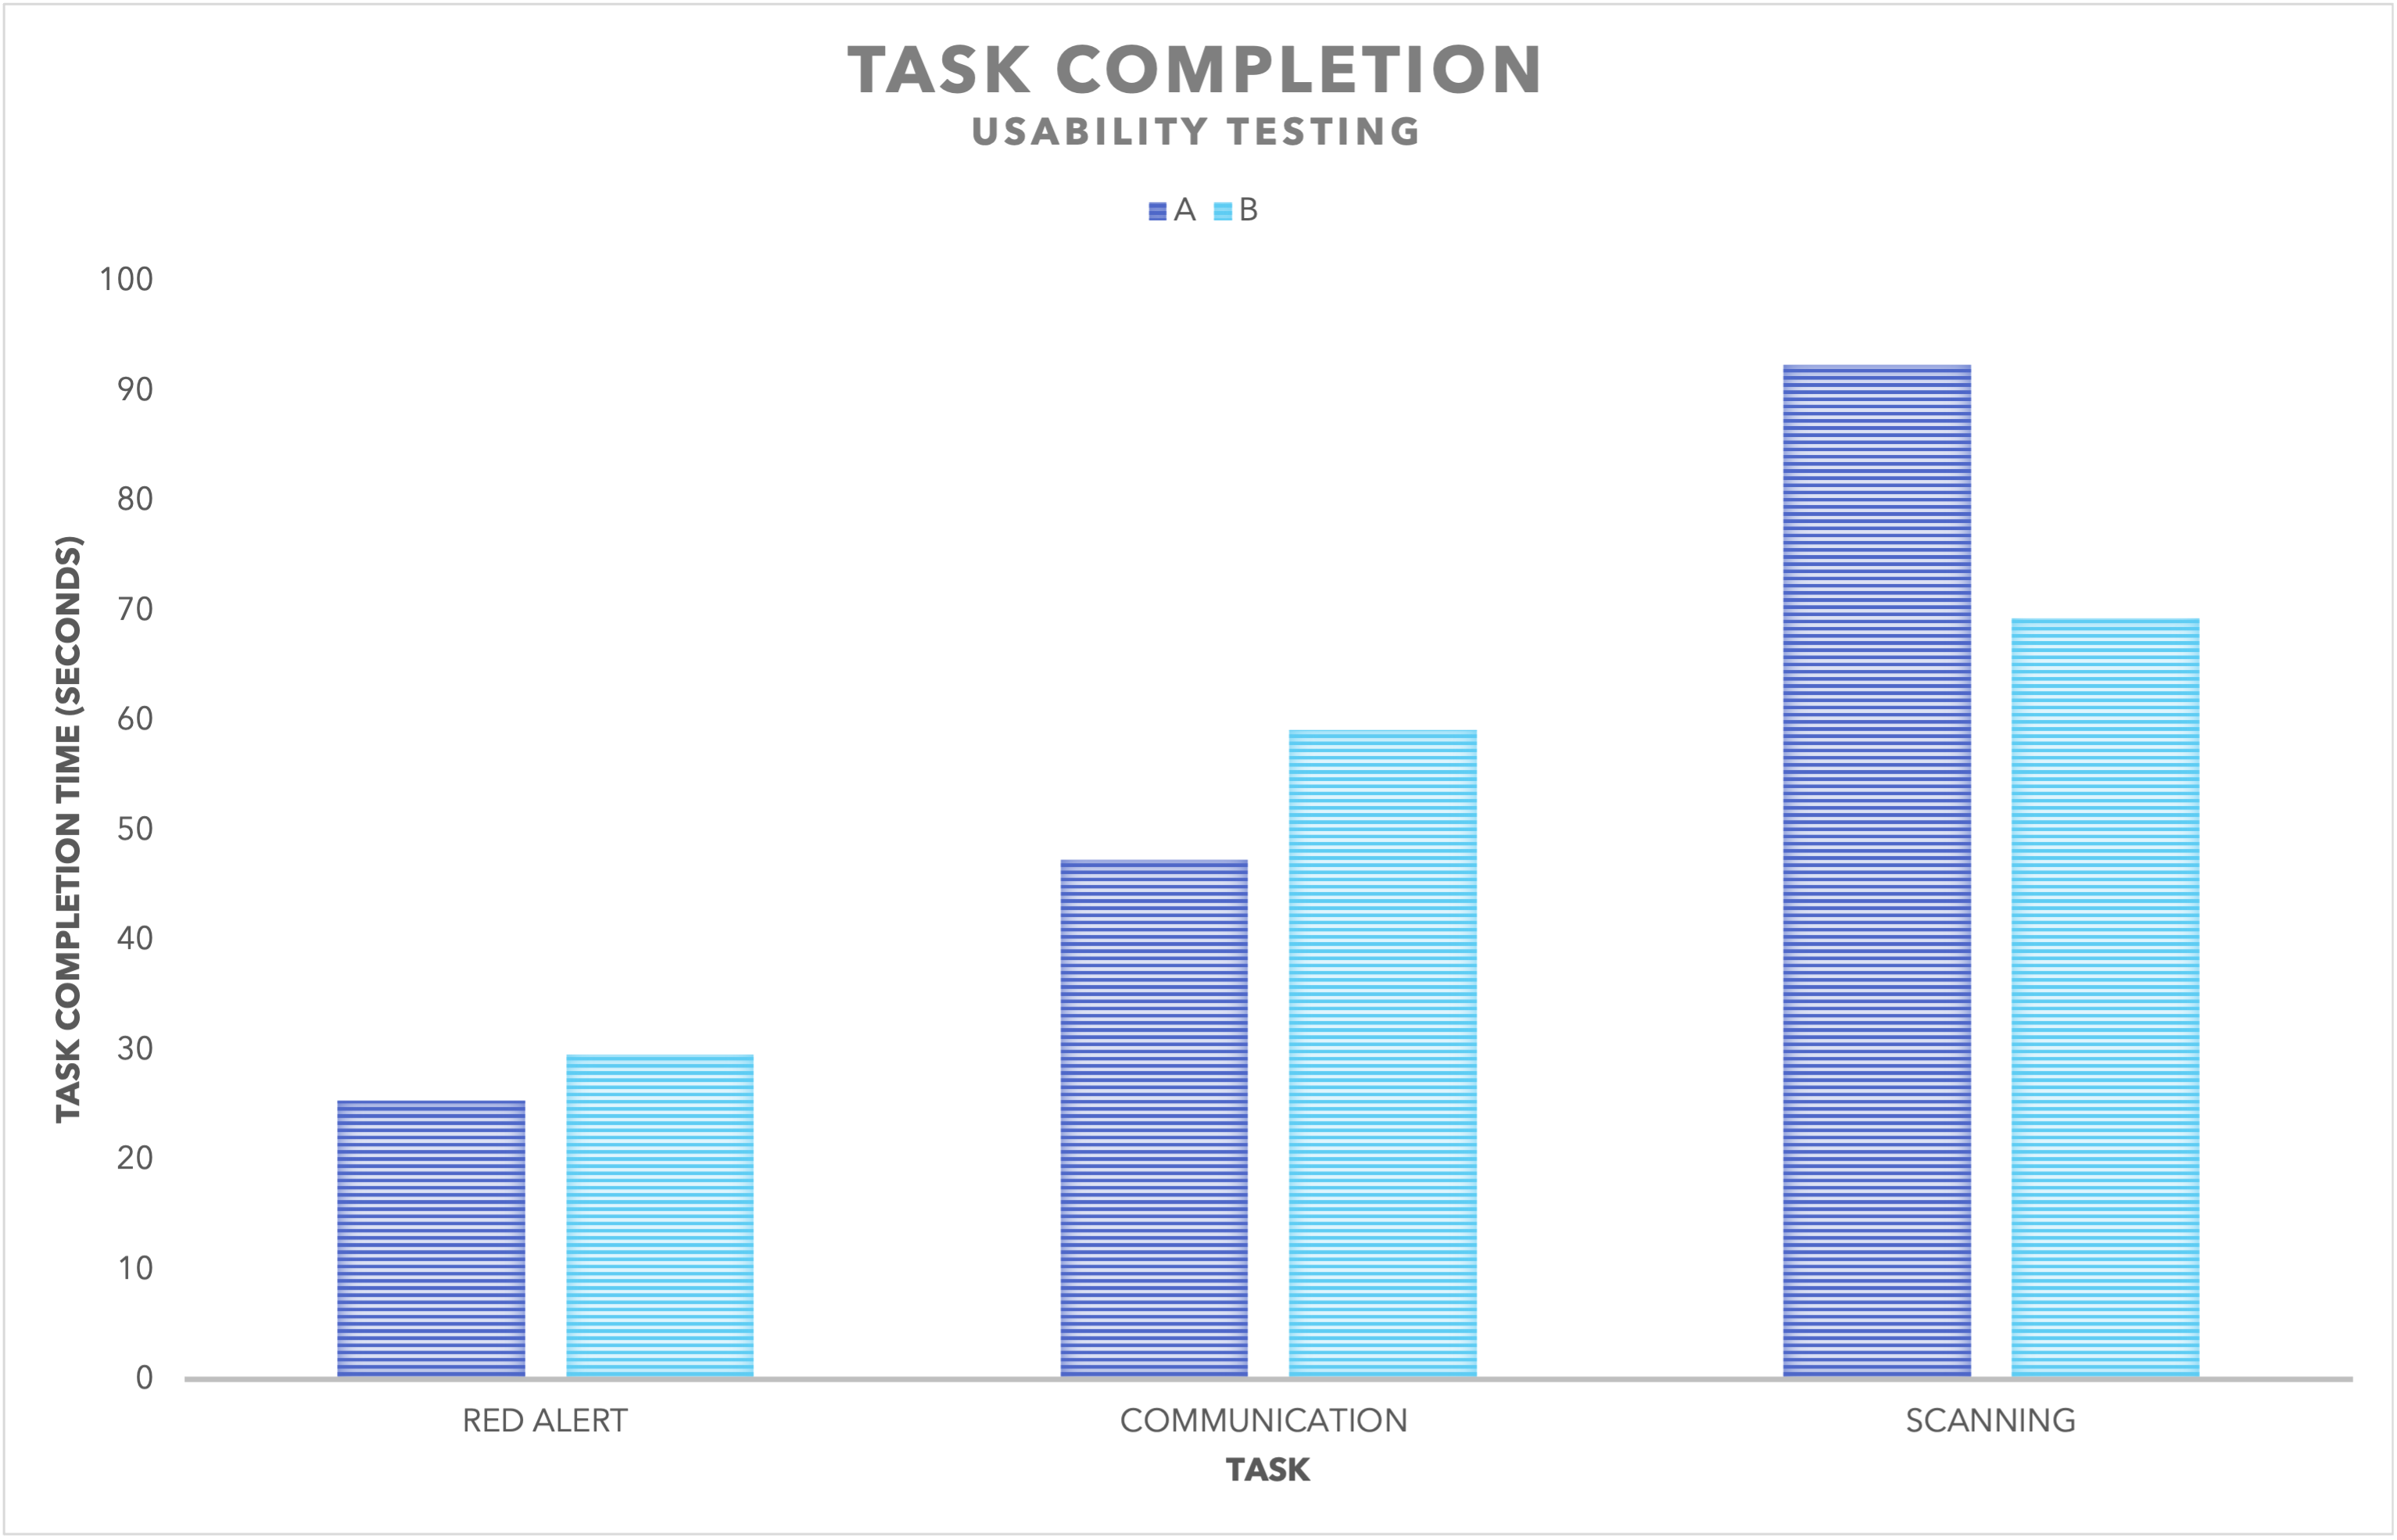 TASK COMPLETION
USABILITY TESTING
A B
100
90
80
70
60
50
40
30
20
10
0
TASK COMPLETION TIME (SECONDS)
RED ALERT COMMUNICATION SCANNING
TASK